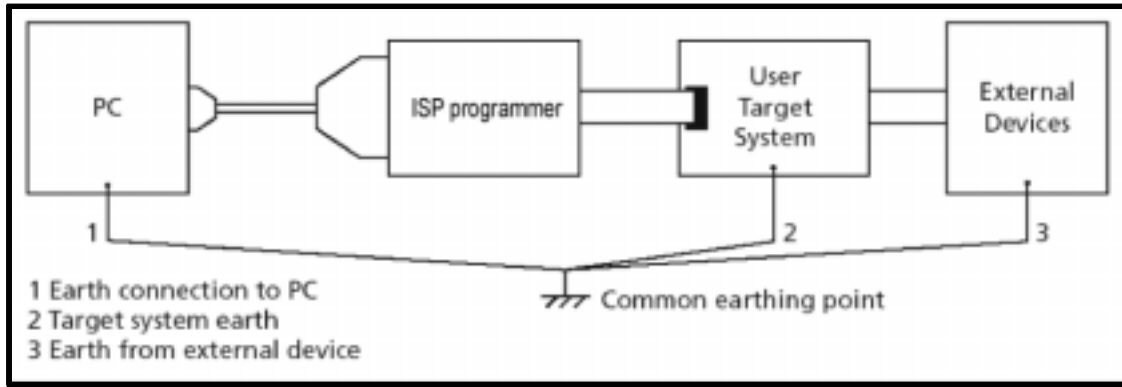 PC
ISP programmer
User
Target
System
External
Devices
1
2
3
Common earthing point
1 Earth connection to PC
2 Target system earth
3 Earth from external device